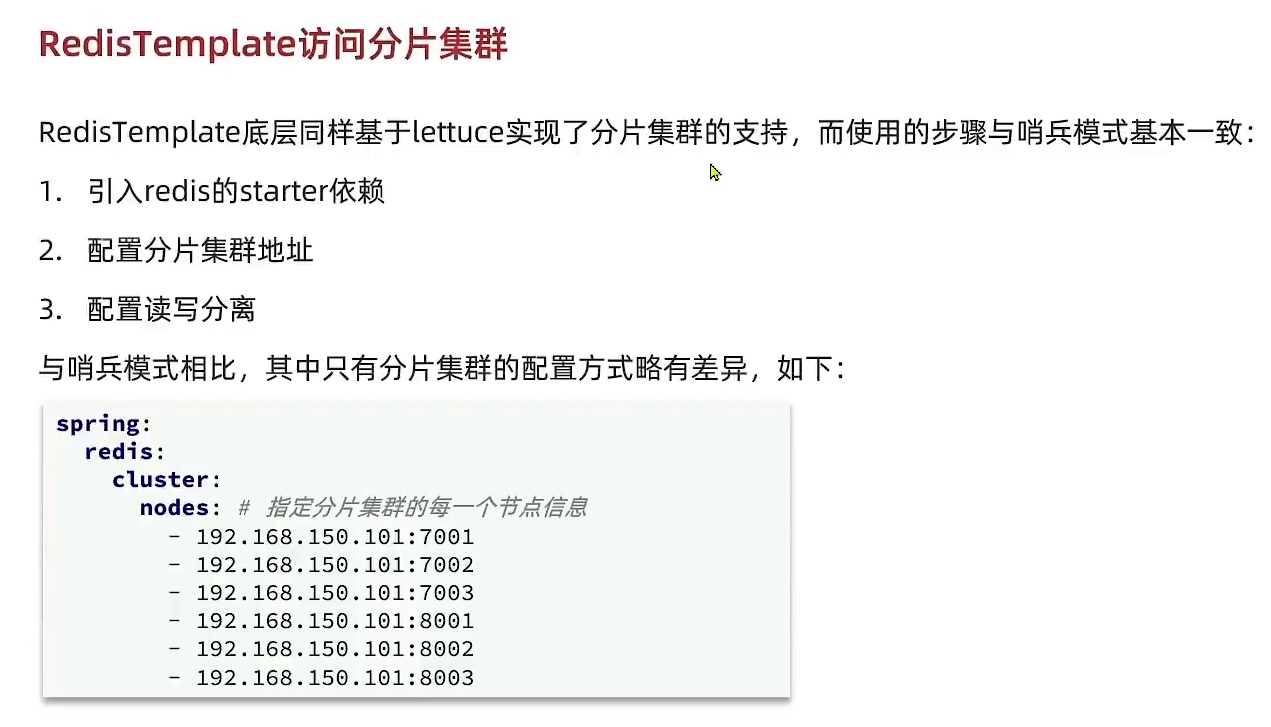 RedisTemplate访问分片集群
RedisTemplate底层同样基于lettuce实现了分片集群的支持，而使用的步骤与哨兵模式基本一致：
1. 引入redis的starter依赖
2. 配置分片集群地址
3. 配置读写分离
与哨兵模式相比，其中只有分片集群的配置方式略有差异，如下：
spring:
  redis:
    cluster:
      nodes: # 指定分片集群的每一个节点信息
        - 192.168.150.101:7001
        - 192.168.150.101:7002
        - 192.168.150.101:7003
        - 192.168.150.101:8001
        - 192.168.150.101:8002
        - 192.168.150.101:8003